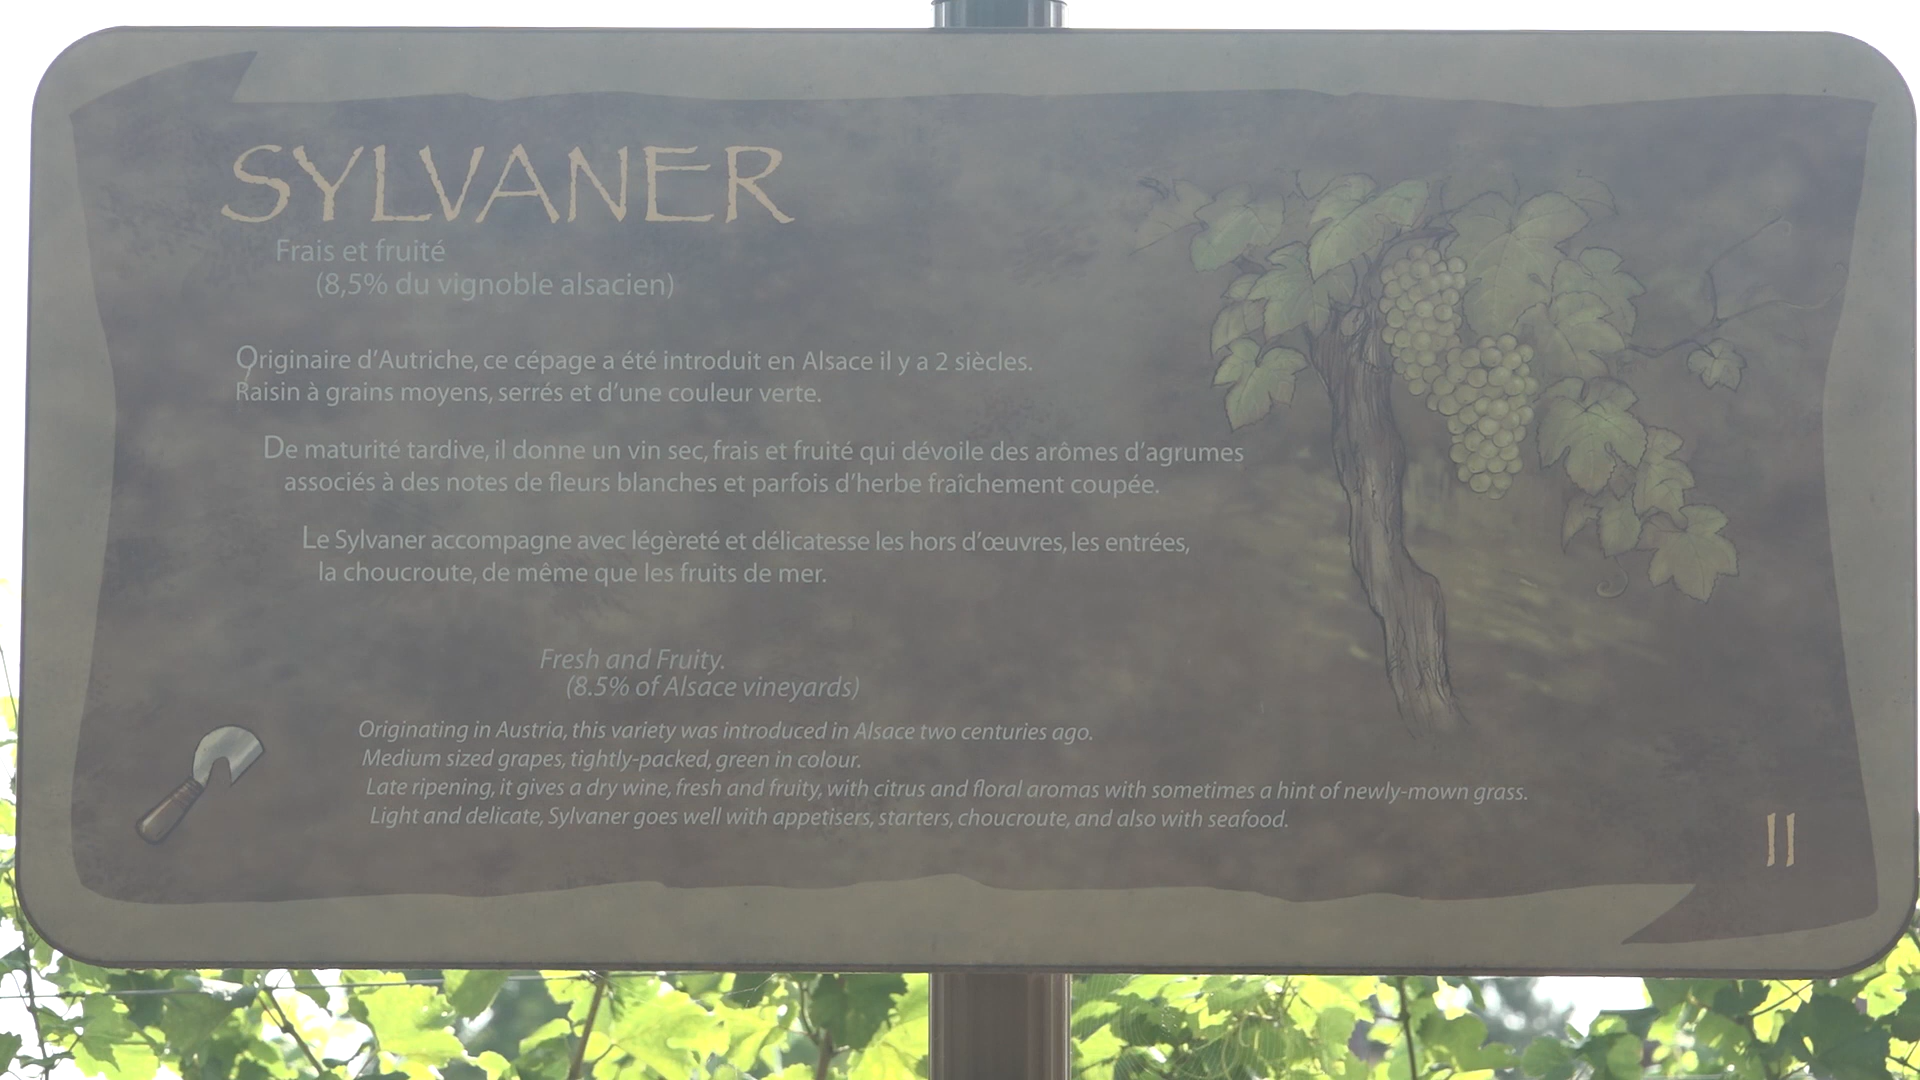 SYLVANER
Frais et fruité
(8,5% du vignoble alsacien)
Originaire d'Autriche, ce cépage a été introduit en Alsace il y a 2 siècles.
Raisin à grains moyens, serrés et d'une couleur verte.
De maturité tardive, il donne un vin sec, frais et fruité qui dévoile des arômes d'agrumes
associés à des notes de fleurs blanches et parfois d'herbe fraîchement coupée.
Le Sylvaner accompagne avec légèreté et délicatesse les hors d'œuvres, les entrées,
la choucroute, de même que les fruits de mer.
Fresh and Fruity.
(8.5% of Alsace vineyards)
Originating in Austria, this variety was introduced in Alsace two centuries ago.
Medium sized grapes, tightly-packed, green in colour.
Late ripening, it gives a dry wine, fresh and fruity, with citrus and floral aromas with sometimes a hint of newly-mown grass.
Light and delicate, Sylvaner goes well with appetisers, starters, choucroute, and also with seafood.
11